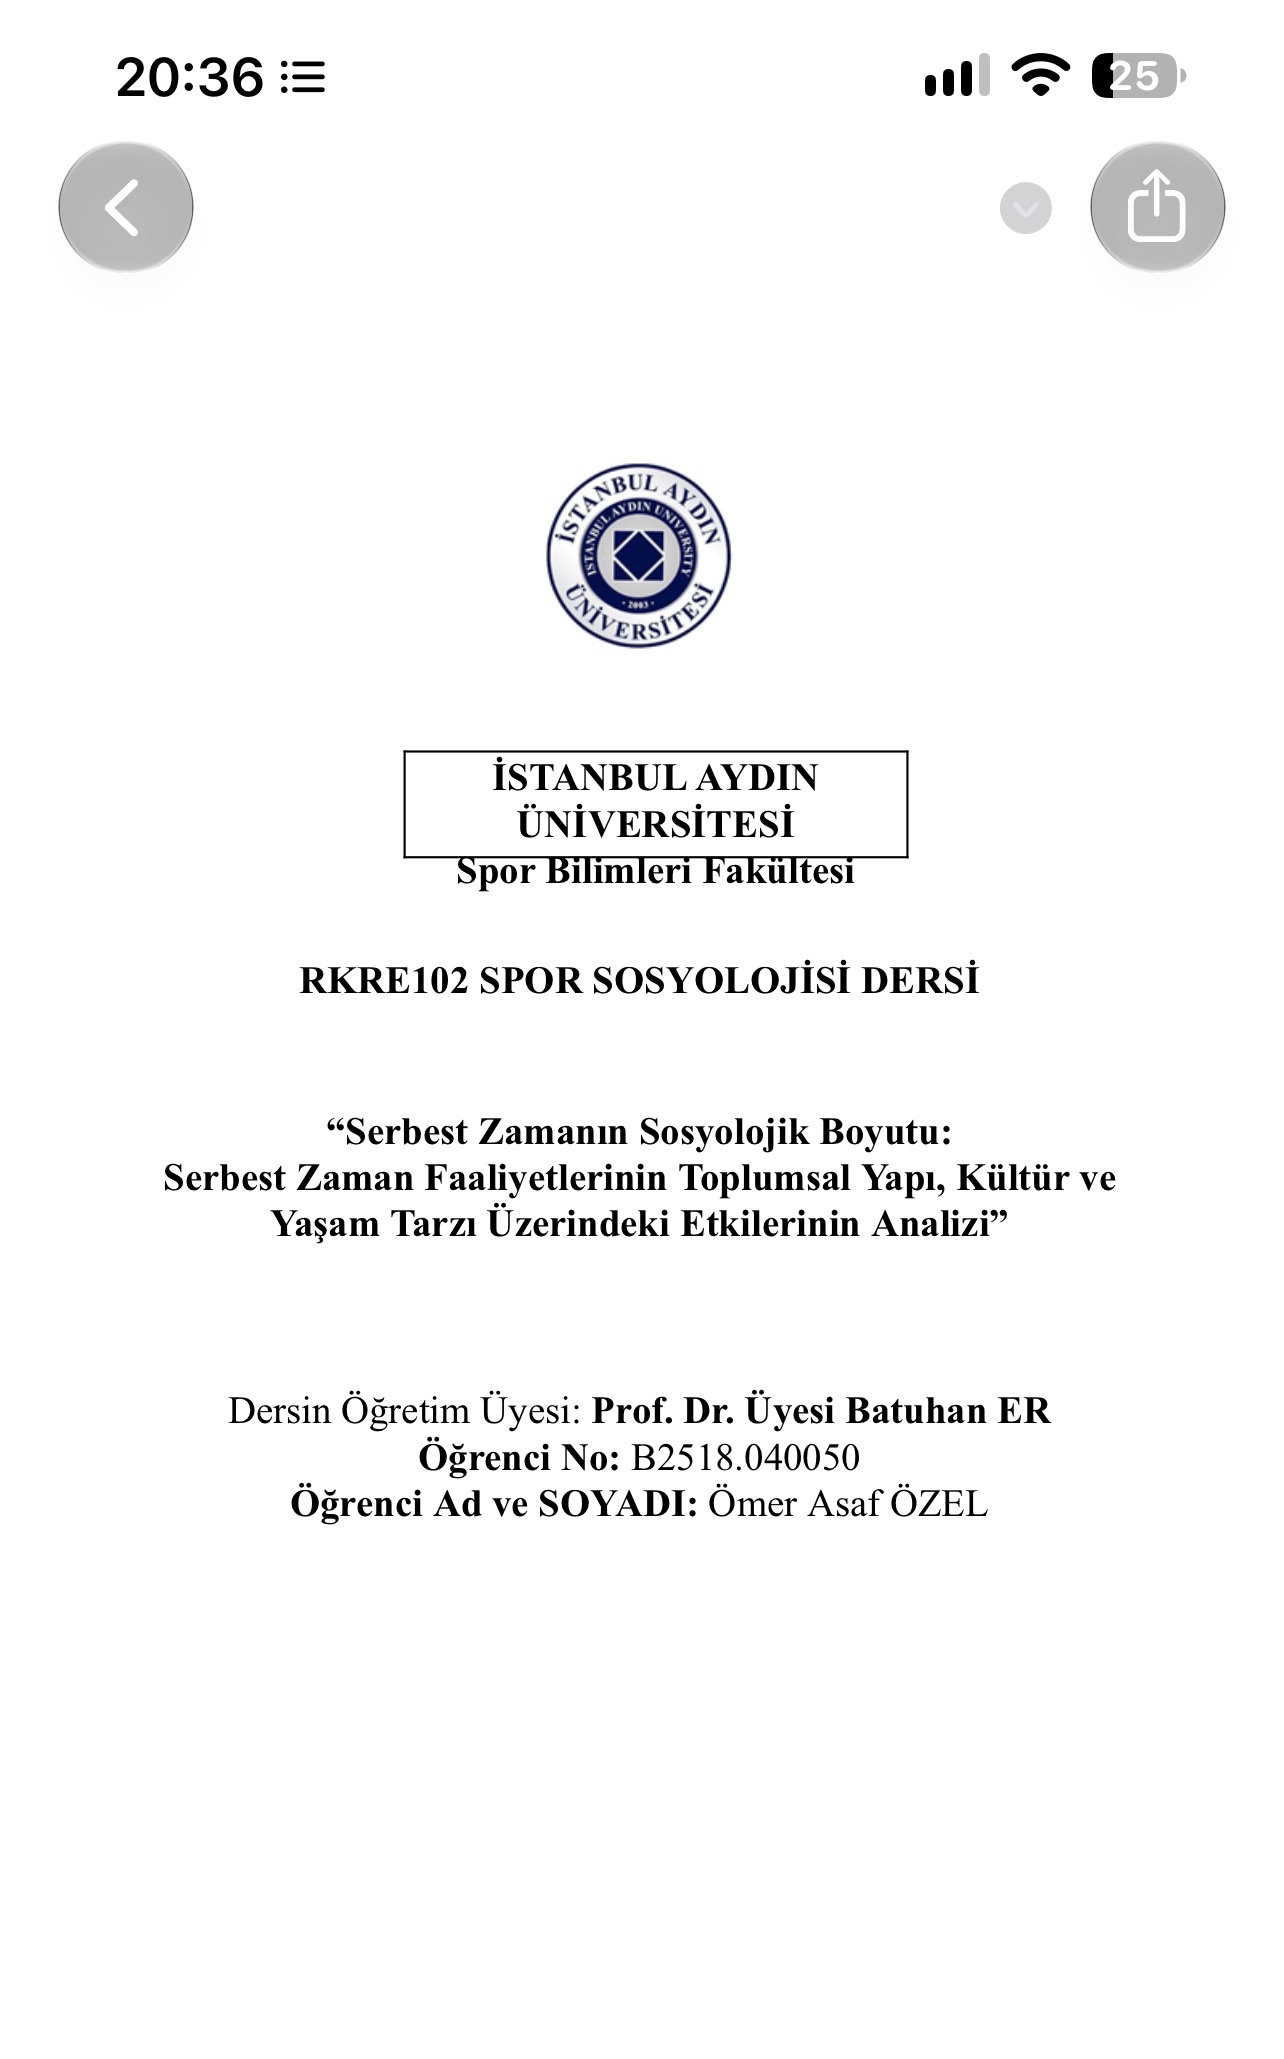 20:36
25
İSTANBUL AYDIN ÜNİVERSİTESİ
İSTANBUL AYDIN UNIVERSITY
· 2003 ·
İSTANBUL AYDIN
ÜNİVERSİTESİ
Spor Bilimleri Fakültesi
RKRE102 SPOR SOSYOLOJİSİ DERSİ
“Serbest Zamanın Sosyolojik Boyutu:
Serbest Zaman Faaliyetlerinin Toplumsal Yapı, Kültür ve
Yaşam Tarzı Üzerindeki Etkilerinin Analizi”
Dersin Öğretim Üyesi: Prof. Dr. Üyesi Batuhan ER
Öğrenci No: B2518.040050
Öğrenci Ad ve SOYADI: Ömer Asaf ÖZEL